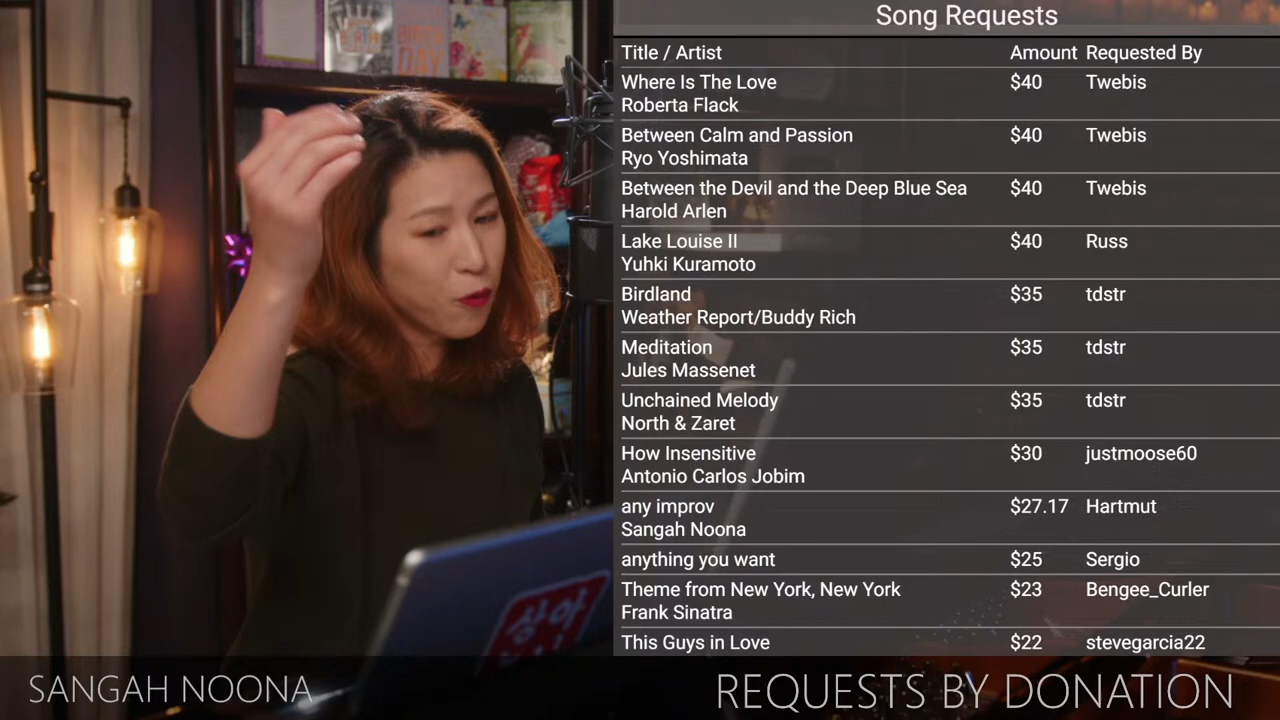 BIRTHDAY
Song Requests
Title / Artist Amount Requested By
Where Is The Love $40 Twebis
Roberta Flack
Between Calm and Passion $40 Twebis
Ryo Yoshimata
Between the Devil and the Deep Blue Sea $40 Twebis
Harold Arlen
Lake Louise II $40 Russ
Yuhki Kuramoto
Birdland $35 tdstr
Weather Report/Buddy Rich
Meditation $35 tdstr
Jules Massenet
Unchained Melody $35 tdstr
North & Zaret
How Insensitive $30 justmoose60
Antonio Carlos Jobim
any improv $27.17 Hartmut
Sangah Noona
anything you want $25 Sergio
Theme from New York, New York $23 Bengee_Curler
Frank Sinatra
This Guys in Love $22 stevegarcia22
상아
SANGAH NOONA
REQUESTS BY DONATION